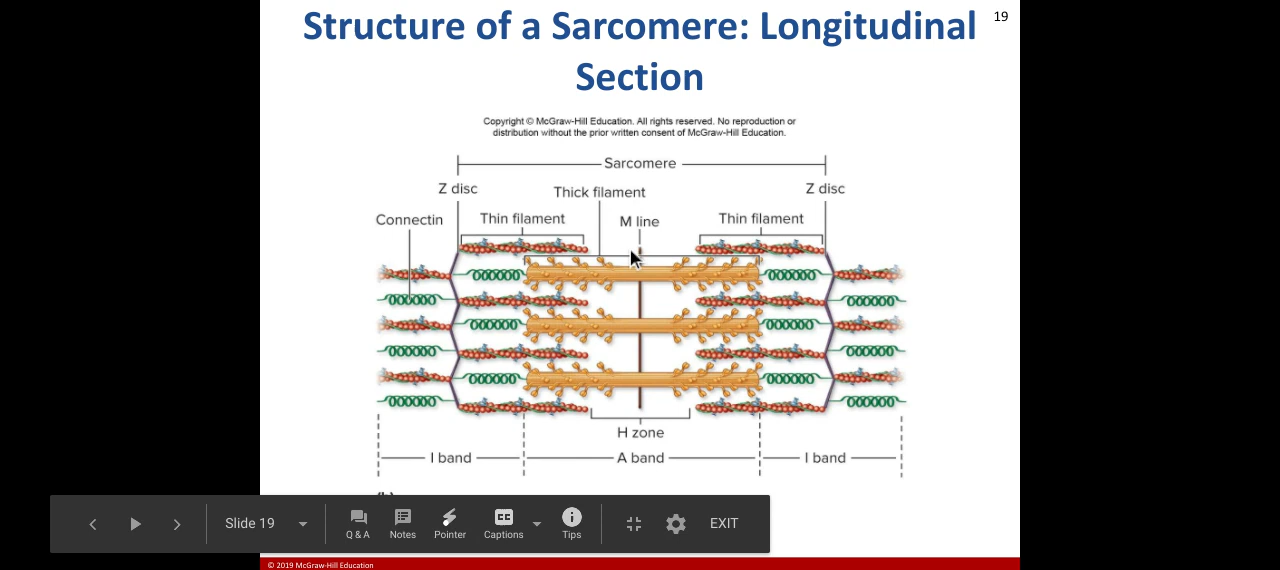 Structure of a Sarcomere: Longitudinal
19
Section
Copyright © McGraw-Hill Education. All rights reserved. No reproduction or
distribution without the prior written consent of McGraw-Hill Education.
Sarcomere
Z disc
Thick filament
Z disc
Connectin
Thin filament
M line
Thin filament
H zone
I band
A band
I band
Slide 19
Q & A
Notes
Pointer
Captions
Tips
EXIT
© 2019 McGraw-Hill Education